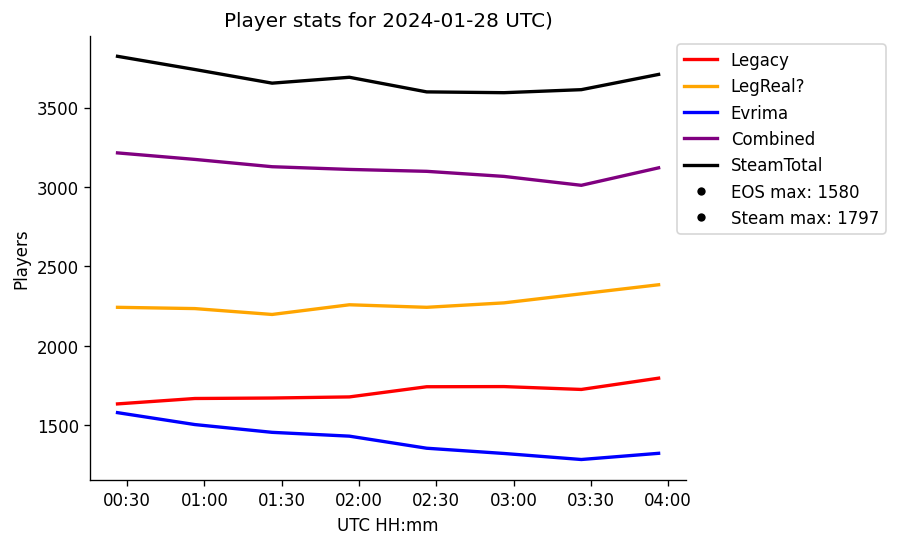 Player stats for 2024-01-28 UTC)
Legacy
LegReal?
Evrima
Combined
SteamTotal
EOS max: 1580
Steam max: 1797
Players
3500
3000
2500
2000
1500
00:30 01:00 01:30 02:00 02:30 03:00 03:30 04:00
UTC HH:mm